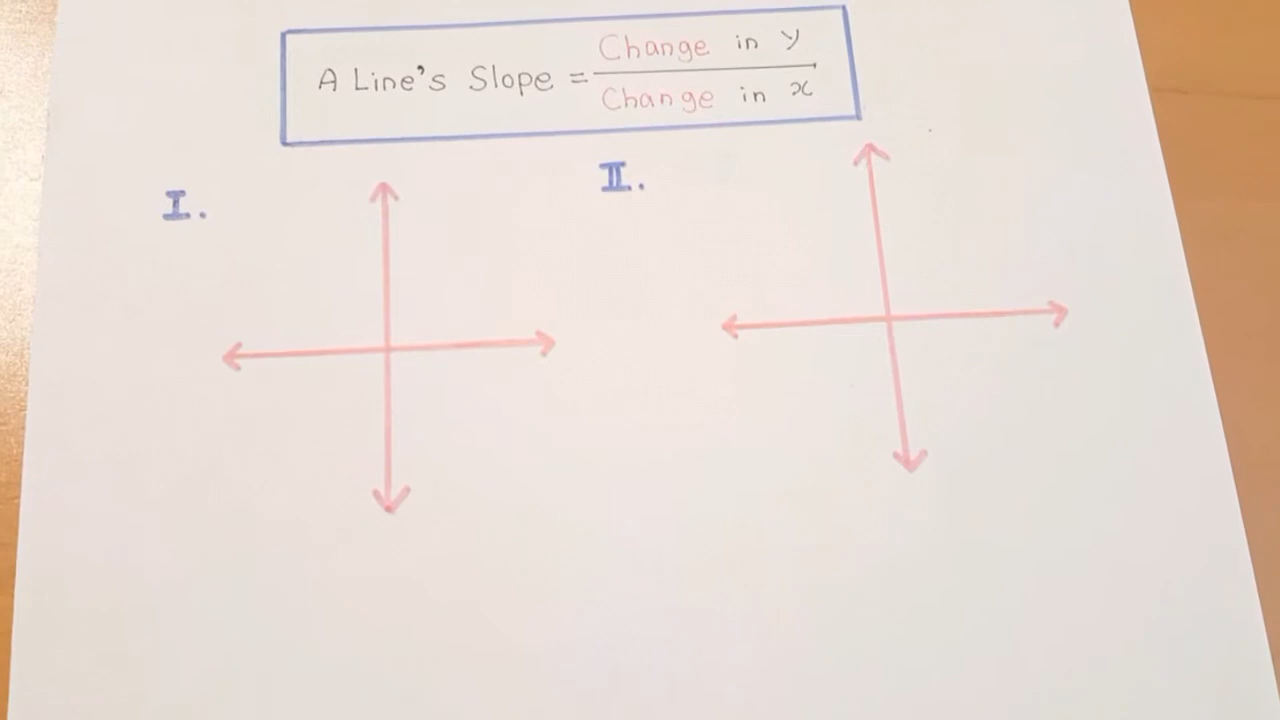 A Line's Slope = Change in y
Change in x
I.
II.